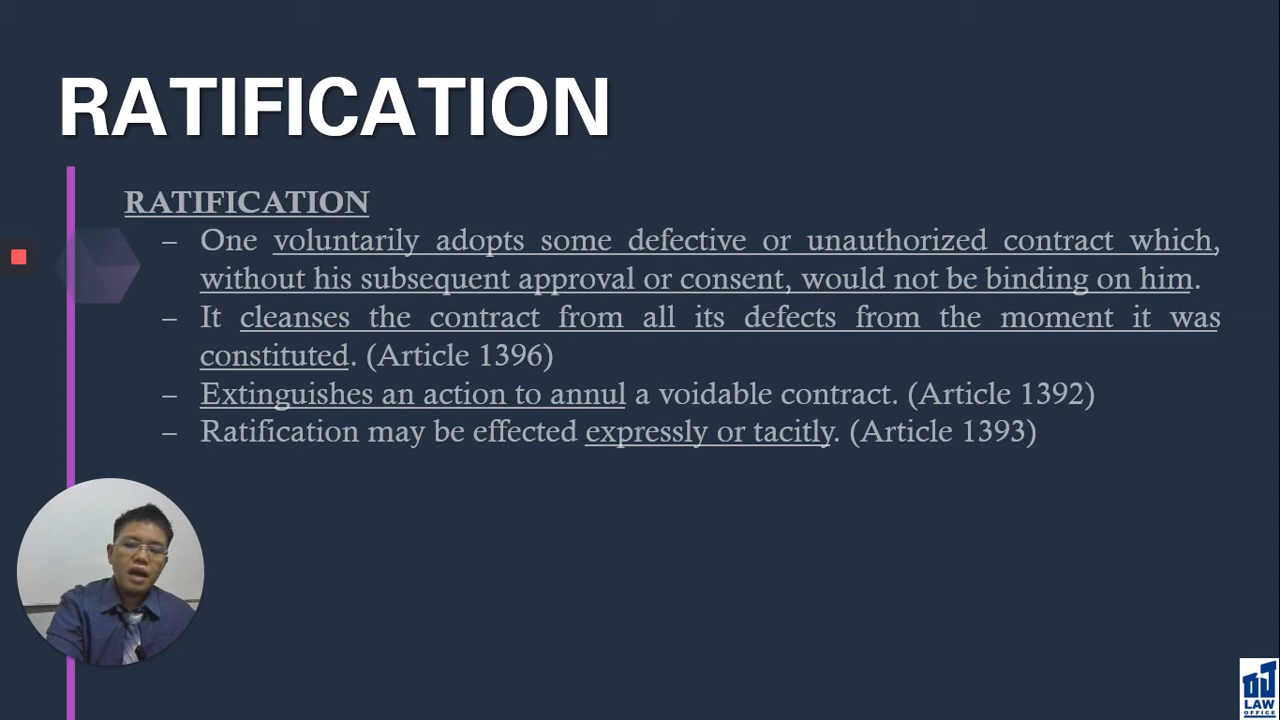 RATIFICATION
RATIFICATION
– One voluntarily adopts some defective or unauthorized contract which,
without his subsequent approval or consent, would not be binding on him.
– It cleanses the contract from all its defects from the moment it was
constituted. (Article 1396)
– Extinguishes an action to annul a voidable contract. (Article 1392)
– Ratification may be effected expressly or tacitly. (Article 1393)
LAW
OFFICE